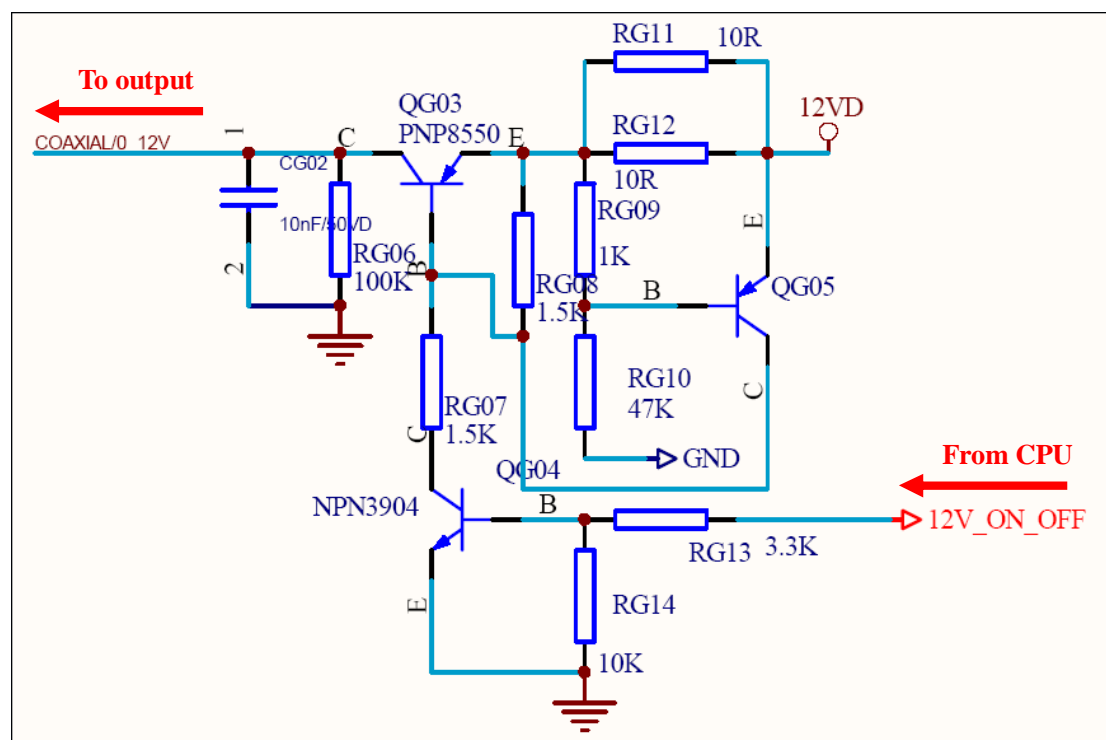 RG11
10R
To output
QG03
PNP8550
12VD
1
COAXIAL/0 12V
C
E
RG12
CG02
10R
RG09
10nF/50VD
1K
E
2
RG06
100K
B
RG08
1.5K
B
QG05
RG07
1.5K
C
RG10
47K
C
GND
From CPU
QG04
NPN3904
B
12V_ON_OFF
RG13
3.3K
E
RG14
10K